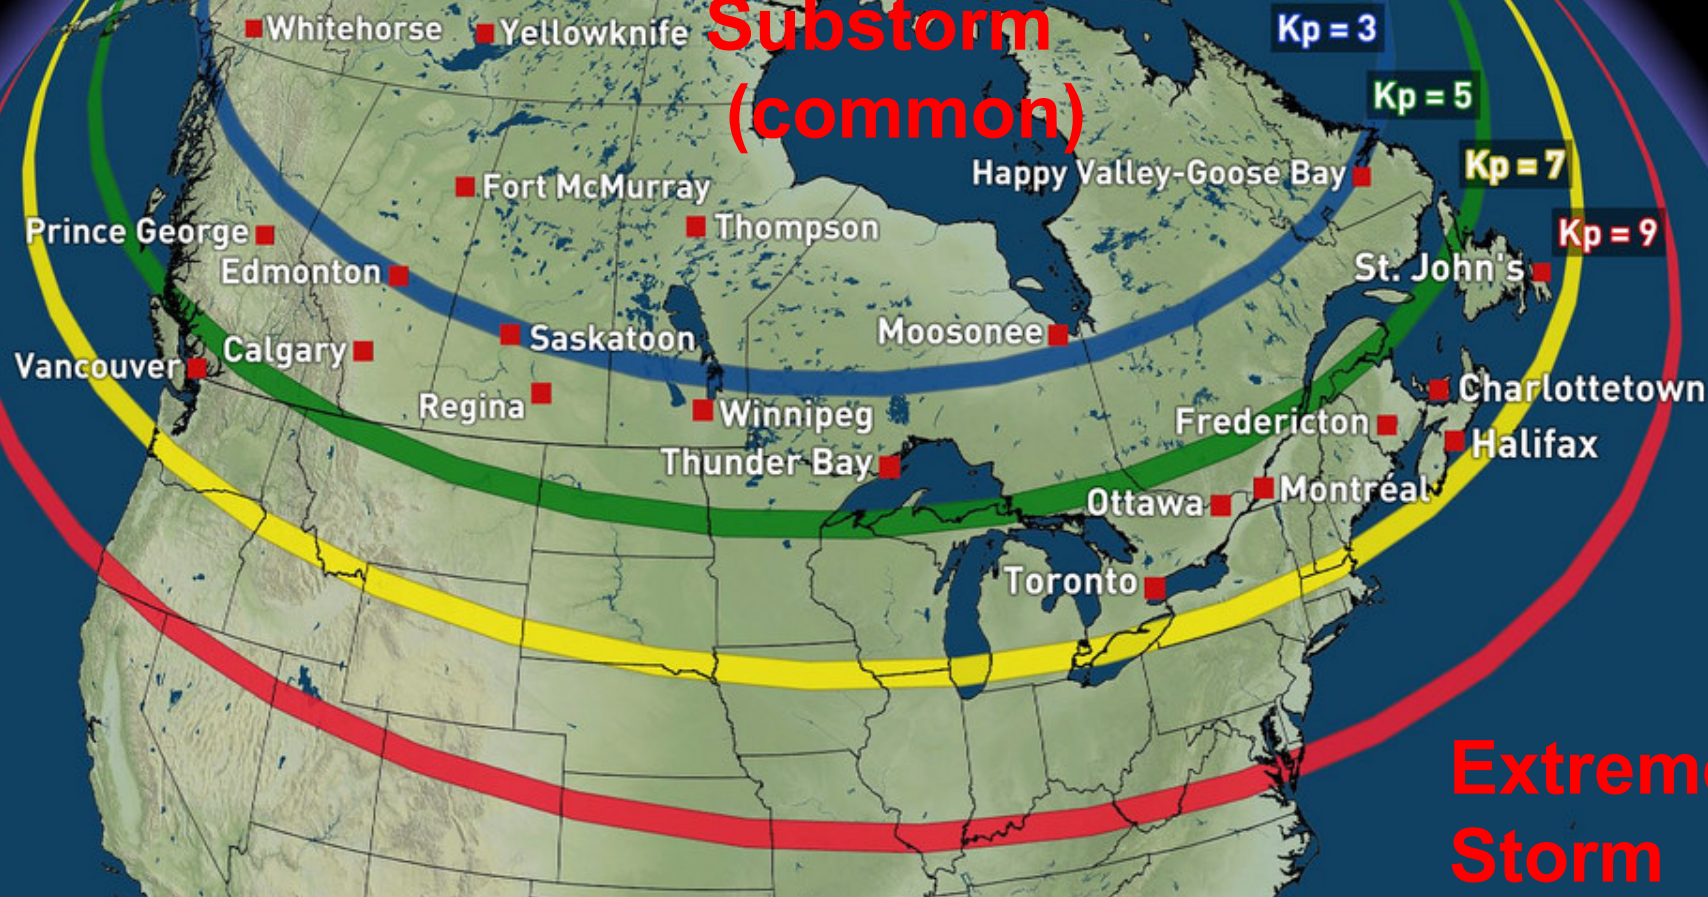 Substorm
(common)
Whitehorse
Yellowknife
Kp = 3
Kp = 5
Kp = 7
Kp = 9
Happy Valley-Goose Bay
Fort McMurray
Thompson
Prince George
Edmonton
St. John's
Saskatoon
Moosonee
Calgary
Vancouver
Regina
Winnipeg
Charlottetown
Fredericton
Halifax
Thunder Bay
Ottawa
Montréal
Toronto
Extreme
Storm